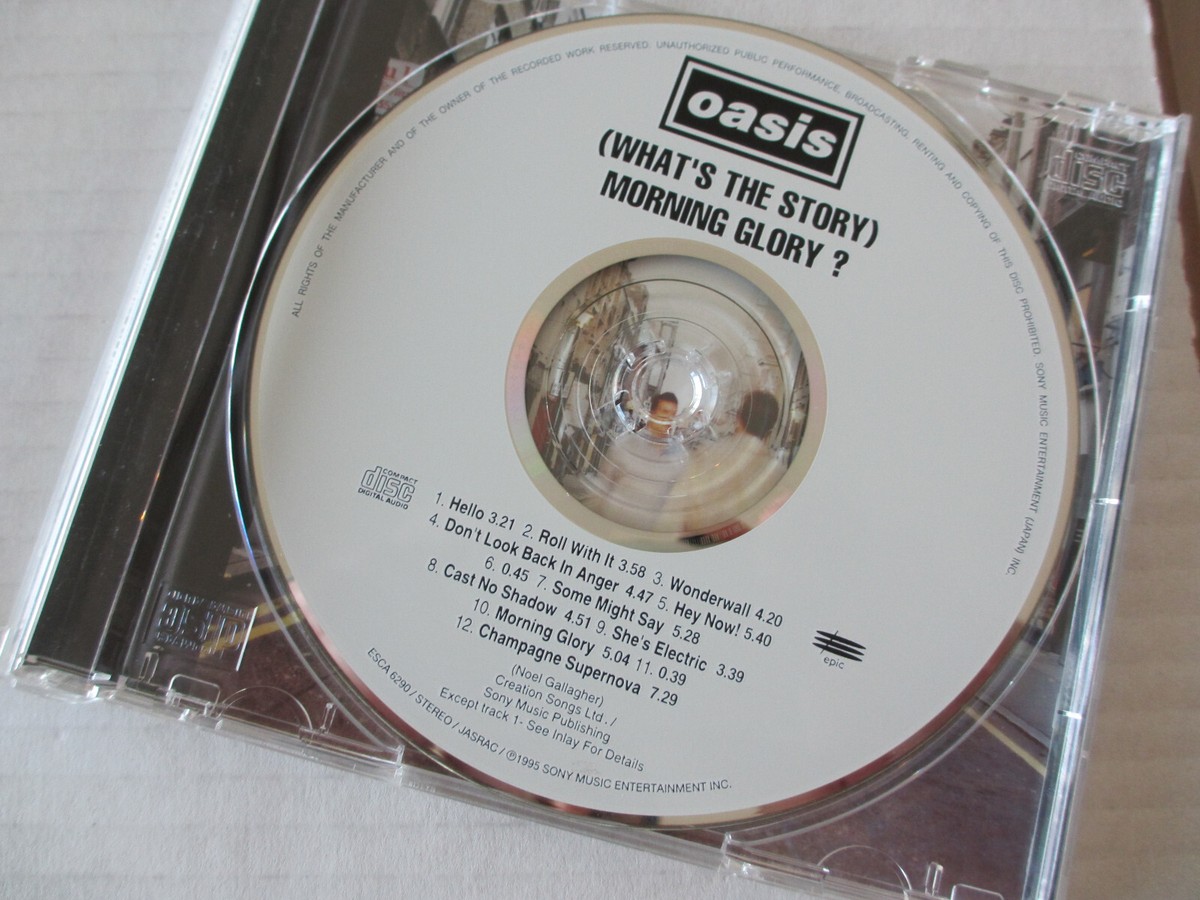 ALL RIGHTS OF THE MANUFACTURER AND OF THE OWNER OF THE RECORDED WORK RESERVED. UNAUTHORIZED PUBLIC PERFORMANCE, BROADCASTING, RENTING AND COPYING OF THIS DISC PROHIBITED. SONY MUSIC ENTERTAINMENT (JAPAN) INC.
oasis
(WHAT'S THE STORY)
MORNING GLORY ?
COMPACT
disc
DIGITAL AUDIO
COMPACT
disc
DIGITAL AUDIO
1. Hello 3.21 2. Roll With It 3.58 3. Wonderwall 4.20
4. Don't Look Back In Anger 4.47 5. Hey Now! 5.40
6. 0.45 7. Some Might Say 5.28
8. Cast No Shadow 4.51 9. She's Electric 3.39
10. Morning Glory 5.04 11. 0.39
12. Champagne Supernova 7.29
(Noel Gallagher)
Creation Songs Ltd. /
Sony Music Publishing
Except track 1- See Inlay For Details
epic
ESCA 6290 / STEREO / JASRAC / ℗1995 SONY MUSIC ENTERTAINMENT INC.